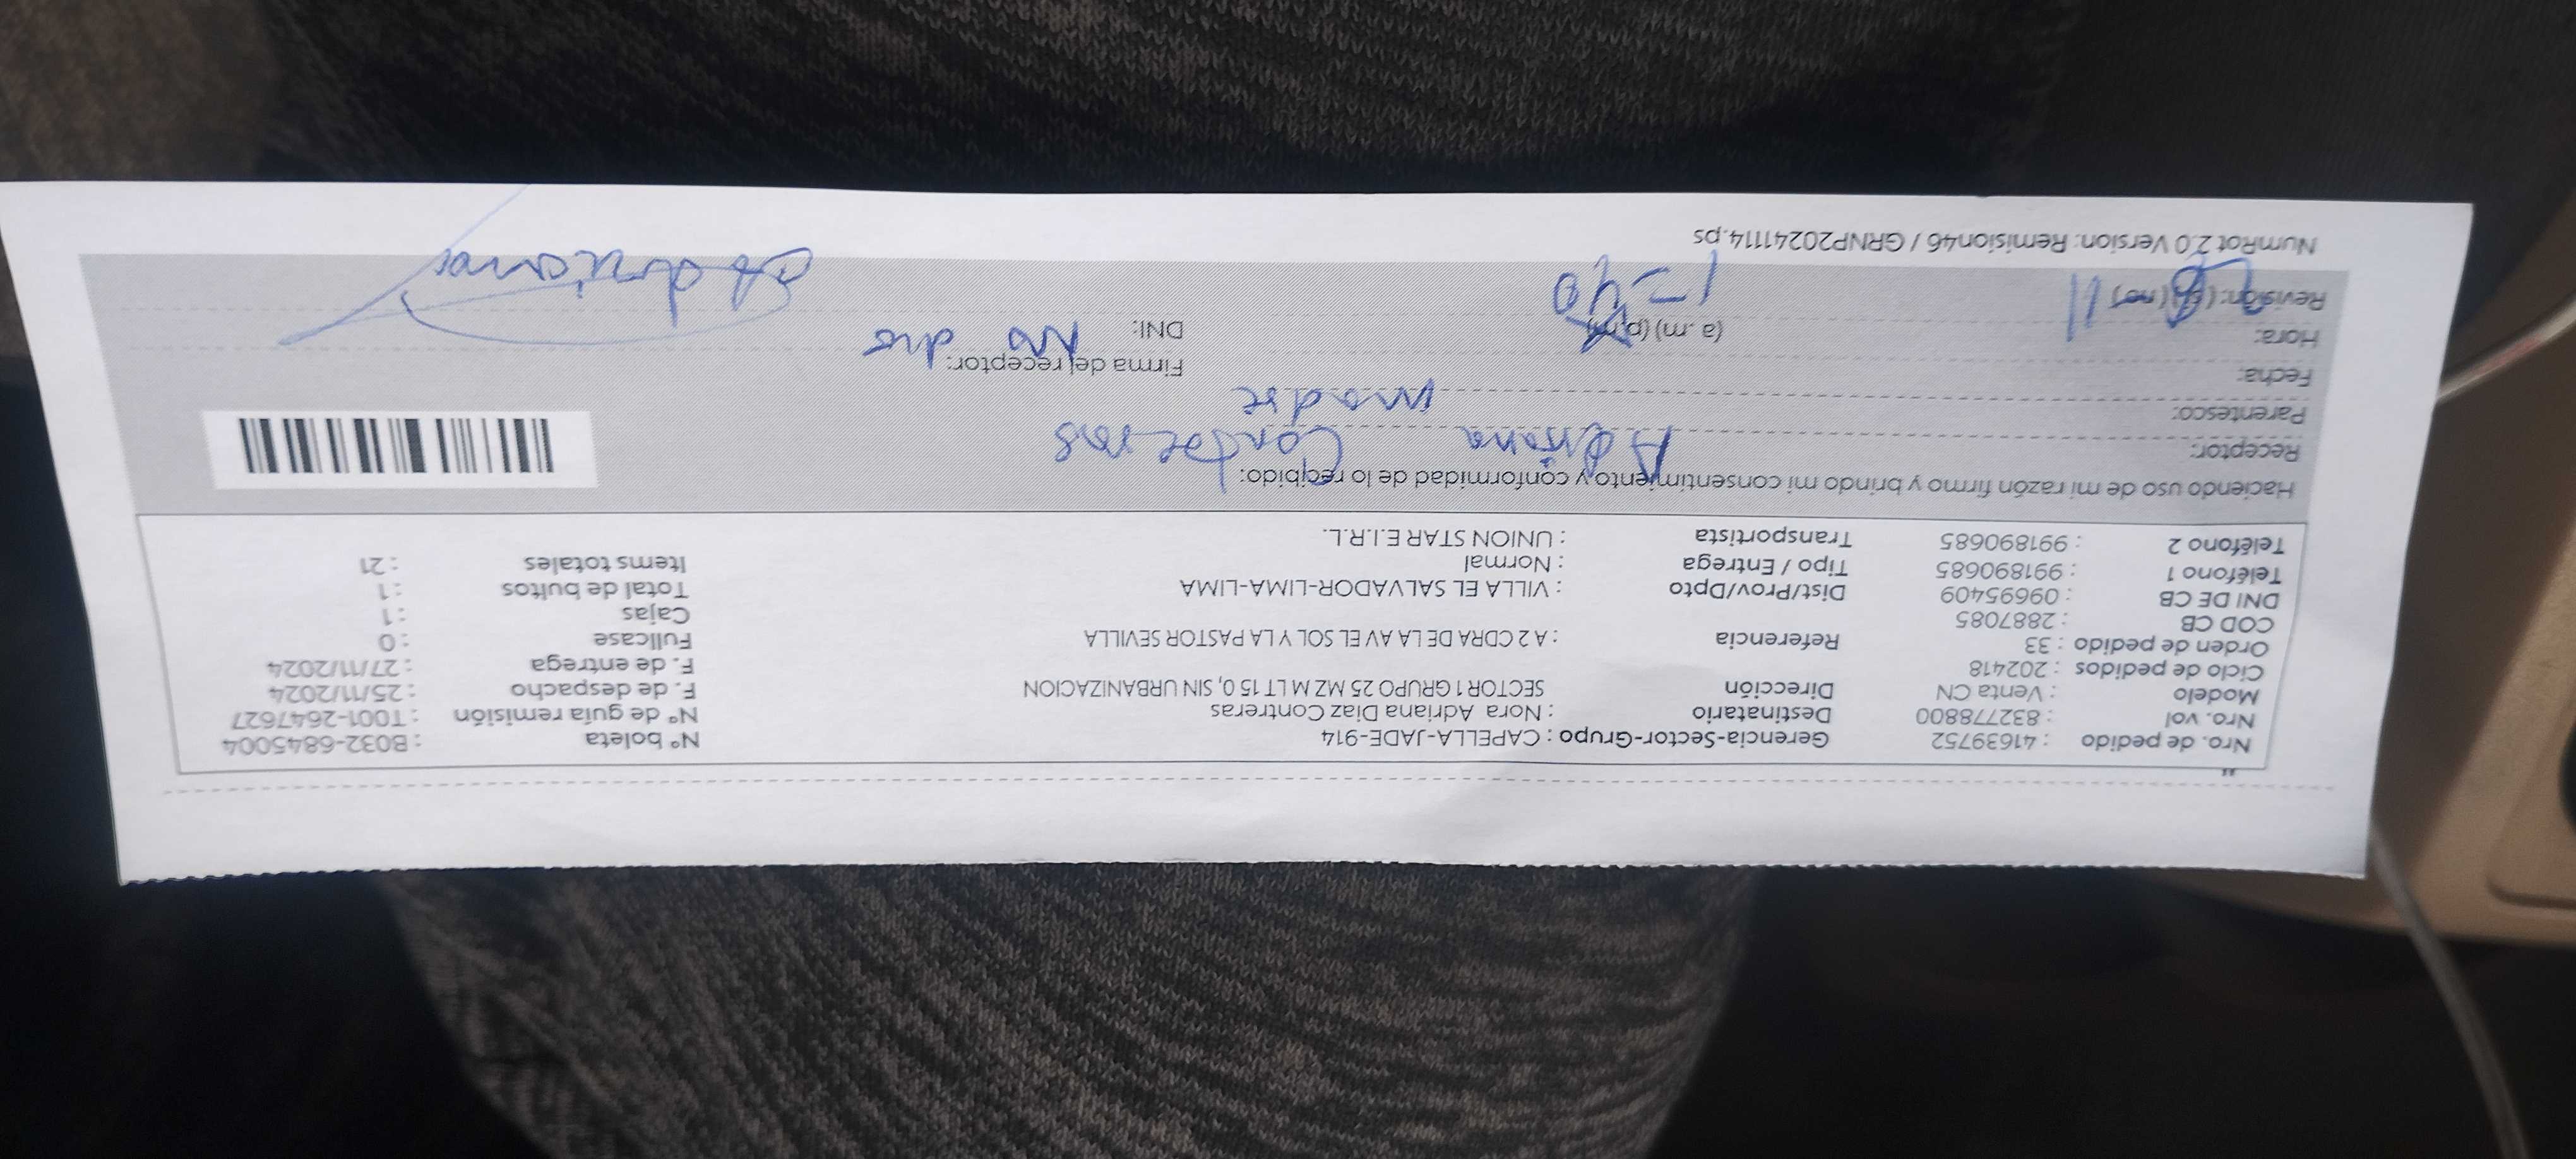 Nro. de pedido : 41639752 Gerencia-Sector-Grupo : CAPELLA-JADE-914 N° boleta : B032-6845004
Nro. vol : 832778800 Destinatario : Nora Adriana Diaz Contreras N° de guía remisión : T001-2647627
Modelo : Venta CN Dirección SECTOR 1 GRUPO 25 MZ M LT 15 0, SIN URBANIZACION F. de despacho : 25/11/2024
Ciclo de pedidos : 202418 F. de entrega : 27/11/2024
Orden de pedido : 33 Referencia : A 2 CDRA DE LA AV EL SOL Y LA PASTOR SEVILLA Fullcase : 0
COD CB : 2887085 Cajas : 1
DNI DE CB : 09695409 Dist/Prov/Dpto : VILLA EL SALVADOR-LIMA-LIMA Total de bultos : 1
Teléfono 1 : 991890685 Tipo / Entrega : Normal Items totales : 21
Teléfono 2 : 991890685 Transportista : UNION STAR E.I.R.L.
Haciendo uso de mi razón firmo y brindo mi consentimiento y conformidad de lo recibido:
Receptor: Adriana Contreras
Parentesco: madre
Fecha: Firma del receptor:
Hora: (a. m) (p.m) DNI: No dio
Revisión: (si) (no) 11 1-40 Adriana
NumRot 2.0 Version: Remision46 / GRNP20241114.ps